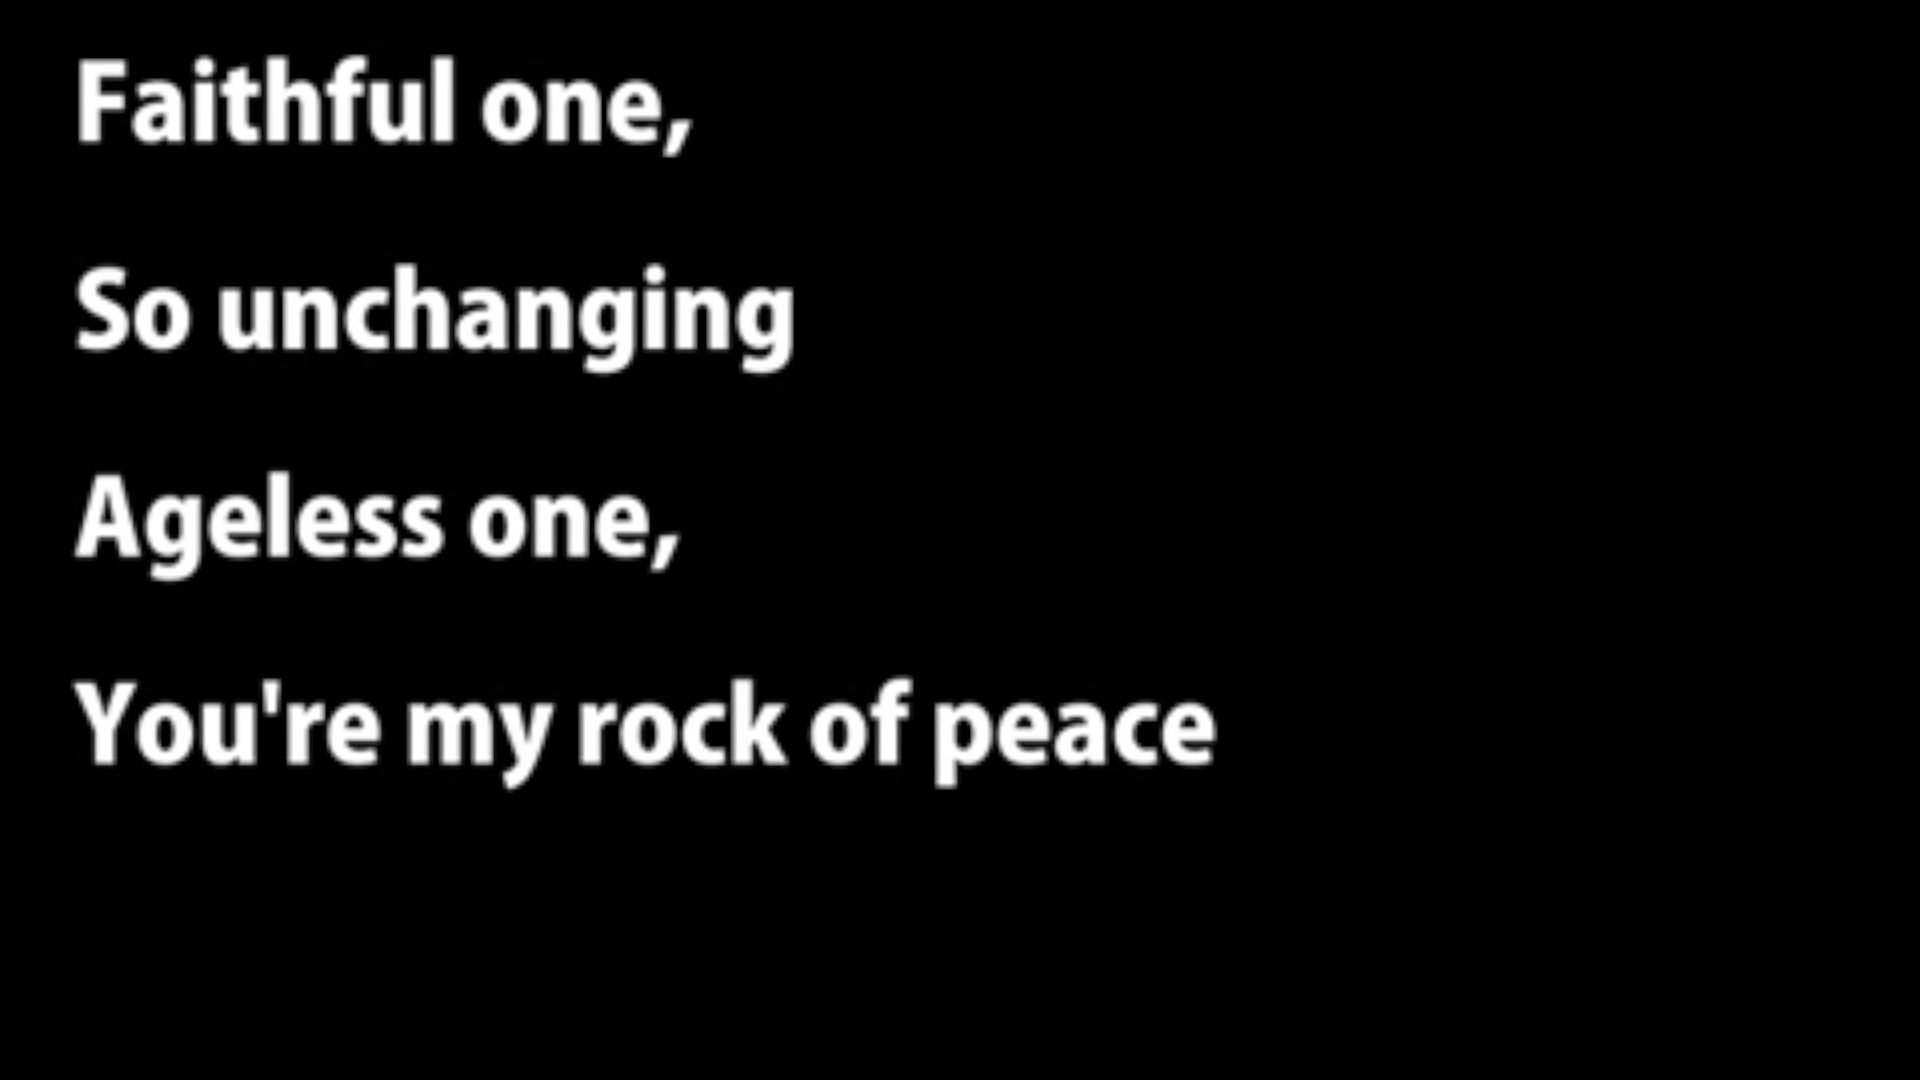 Faithful one,
So unchanging
Ageless one,
You're my rock of peace